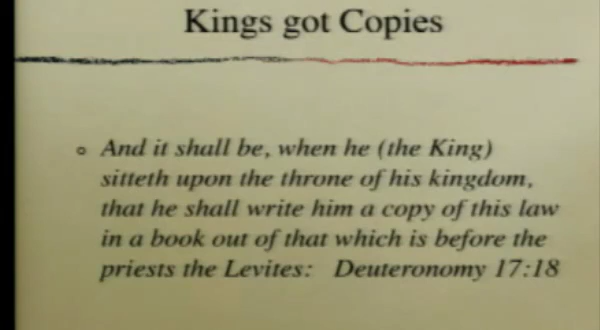 Kings got Copies
And it shall be, when he (the King)
sitteth upon the throne of his kingdom,
that he shall write him a copy of this law
in a book out of that which is before the
priests the Levites: Deuteronomy 17:18